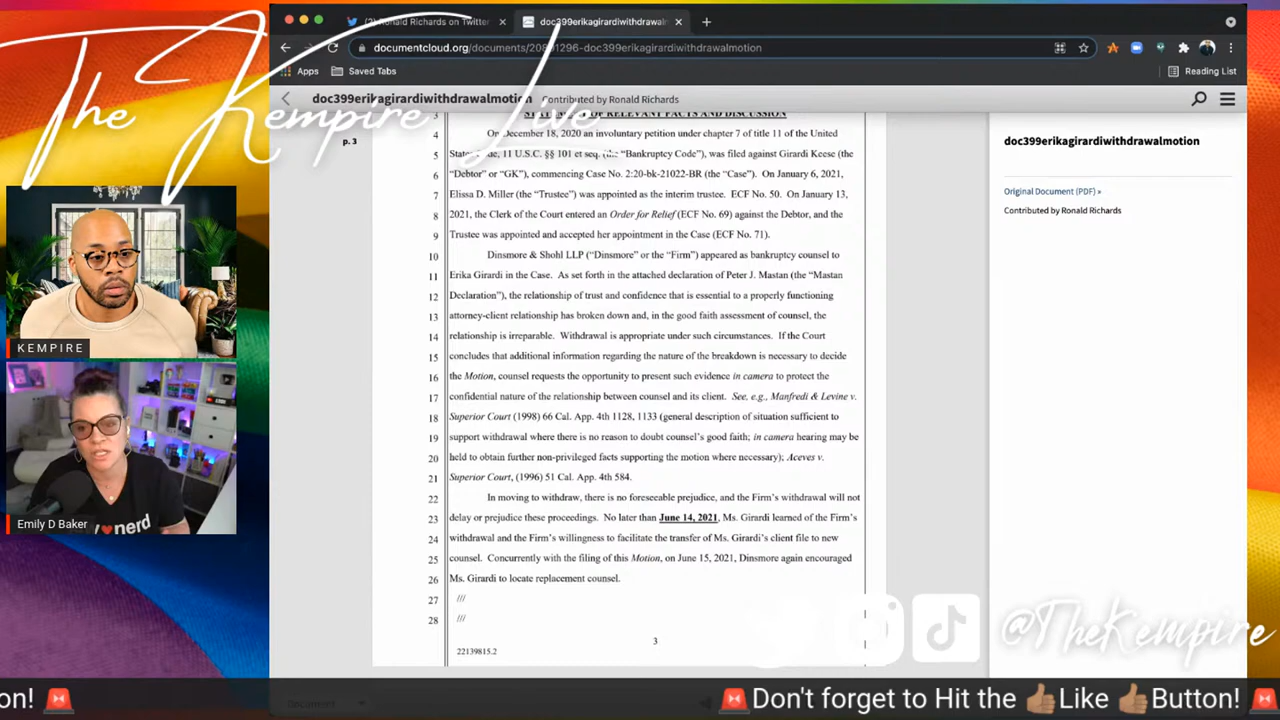 (2) Ronald Richards on Twitter
doc399erikagirardiwithdrawaln
documentcloud.org/documents/20891296-doc399erikagirardiwithdrawalmotion
Apps
Saved Tabs
Reading List
The Kempire Live
doc399erikagirardiwithdrawalmotion
Contributed by Ronald Richards
p. 3
doc399erikagirardiwithdrawalmotion
Original Document (PDF) »
Contributed by Ronald Richards
3 OF RELEVANT FACTS AND DISCUSSION
4 On December 18, 2020 an involuntary petition under chapter 7 of title 11 of the United
5 States Code, 11 U.S.C. §§ 101 et seq. (the “Bankruptcy Code”), was filed against Girardi Keese (the
6 “Debtor” or “GK”), commencing Case No. 2:20-bk-21022-BR (the “Case”). On January 6, 2021,
7 Elissa D. Miller (the “Trustee”) was appointed as the interim trustee. ECF No. 50. On January 13,
8 2021, the Clerk of the Court entered an Order for Relief (ECF No. 69) against the Debtor, and the
9 Trustee was appointed and accepted her appointment in the Case (ECF No. 71).
10 Dinsmore & Shohl LLP (“Dinsmore” or the “Firm”) appeared as bankruptcy counsel to
11 Erika Girardi in the Case. As set forth in the attached declaration of Peter J. Mastan (the “Mastan
12 Declaration”), the relationship of trust and confidence that is essential to a properly functioning
13 attorney-client relationship has broken down and, in the good faith assessment of counsel, the
14 relationship is irreparable. Withdrawal is appropriate under such circumstances. If the Court
15 concludes that additional information regarding the nature of the breakdown is necessary to decide
16 the Motion, counsel requests the opportunity to present such evidence in camera to protect the
17 confidential nature of the relationship between counsel and its client. See, e.g., Manfredi & Levine v.
18 Superior Court (1998) 66 Cal. App. 4th 1128, 1133 (general description of situation sufficient to
19 support withdrawal where there is no reason to doubt counsel’s good faith; in camera hearing may be
20 held to obtain further non-privileged facts supporting the motion where necessary); Aceves v.
21 Superior Court, (1996) 51 Cal. App. 4th 584.
22 In moving to withdraw, there is no foreseeable prejudice, and the Firm’s withdrawal will not
23 delay or prejudice these proceedings. No later than June 14, 2021, Ms. Girardi learned of the Firm’s
24 withdrawal and the Firm’s willingness to facilitate the transfer of Ms. Girardi’s client file to new
25 counsel. Concurrently with the filing of this Motion, on June 15, 2021, Dinsmore again encouraged
26 Ms. Girardi to locate replacement counsel.
27 ///
28 ///
3
22139815.2
KEMPIRE
nerd
Emily D Baker
@TheKempire
Document
on! Don't forget to Hit the Like Button!